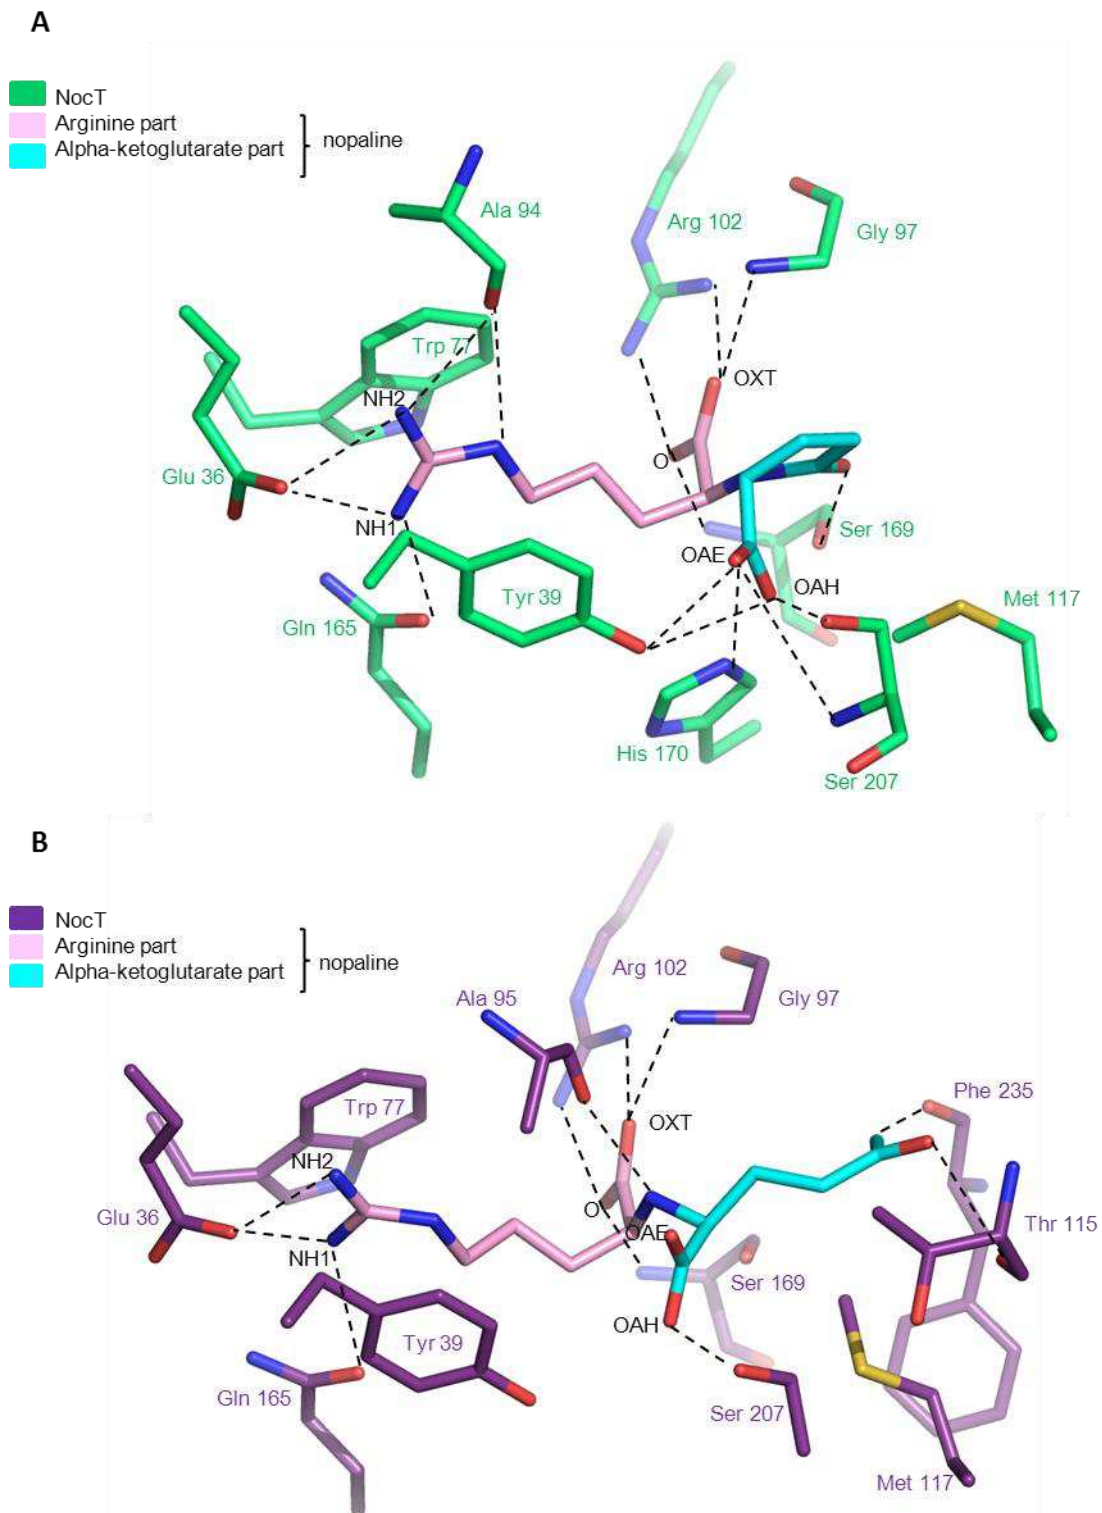 A
NocT
Arginine part
Alpha-ketoglutarate part
nopaline
Ala 94
Arg 102
Gly 97
Trp 77
OXT
NH2
O
Glu 36
NH1
Ser 169
OAE
OAH
Met 117
Tyr 39
Gln 165
His 170
Ser 207
B
NocT
Arginine part
Alpha-ketoglutarate part
nopaline
Arg 102
Ala 95
Gly 97
Phe 235
Trp 77
OXT
NH2
O
Glu 36
OAE
Thr 115
NH1
Ser 169
OAH
Tyr 39
Gln 165
Ser 207
Met 117